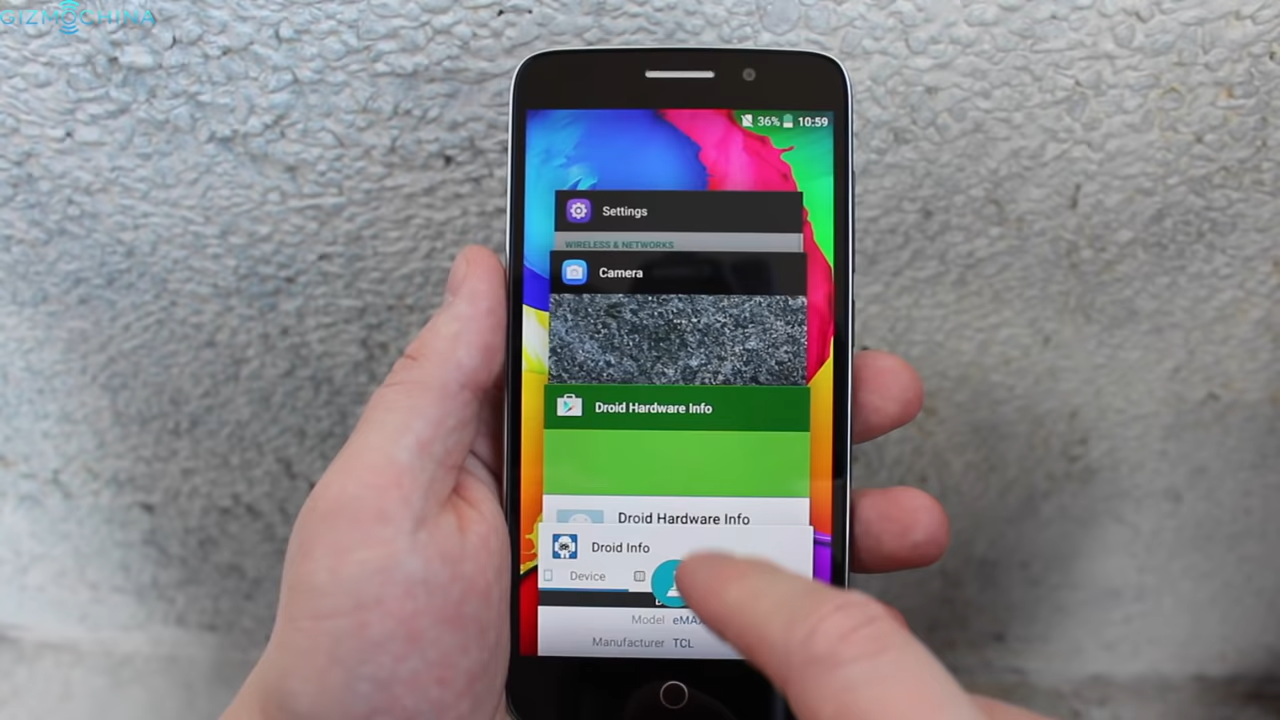 GIZMOCHINA
36% 10:59
Settings
WIRELESS & NETWORKS
Camera
Droid Hardware Info
Droid Hardware Info
Droid Info
Device
Model
Manufacturer TCL